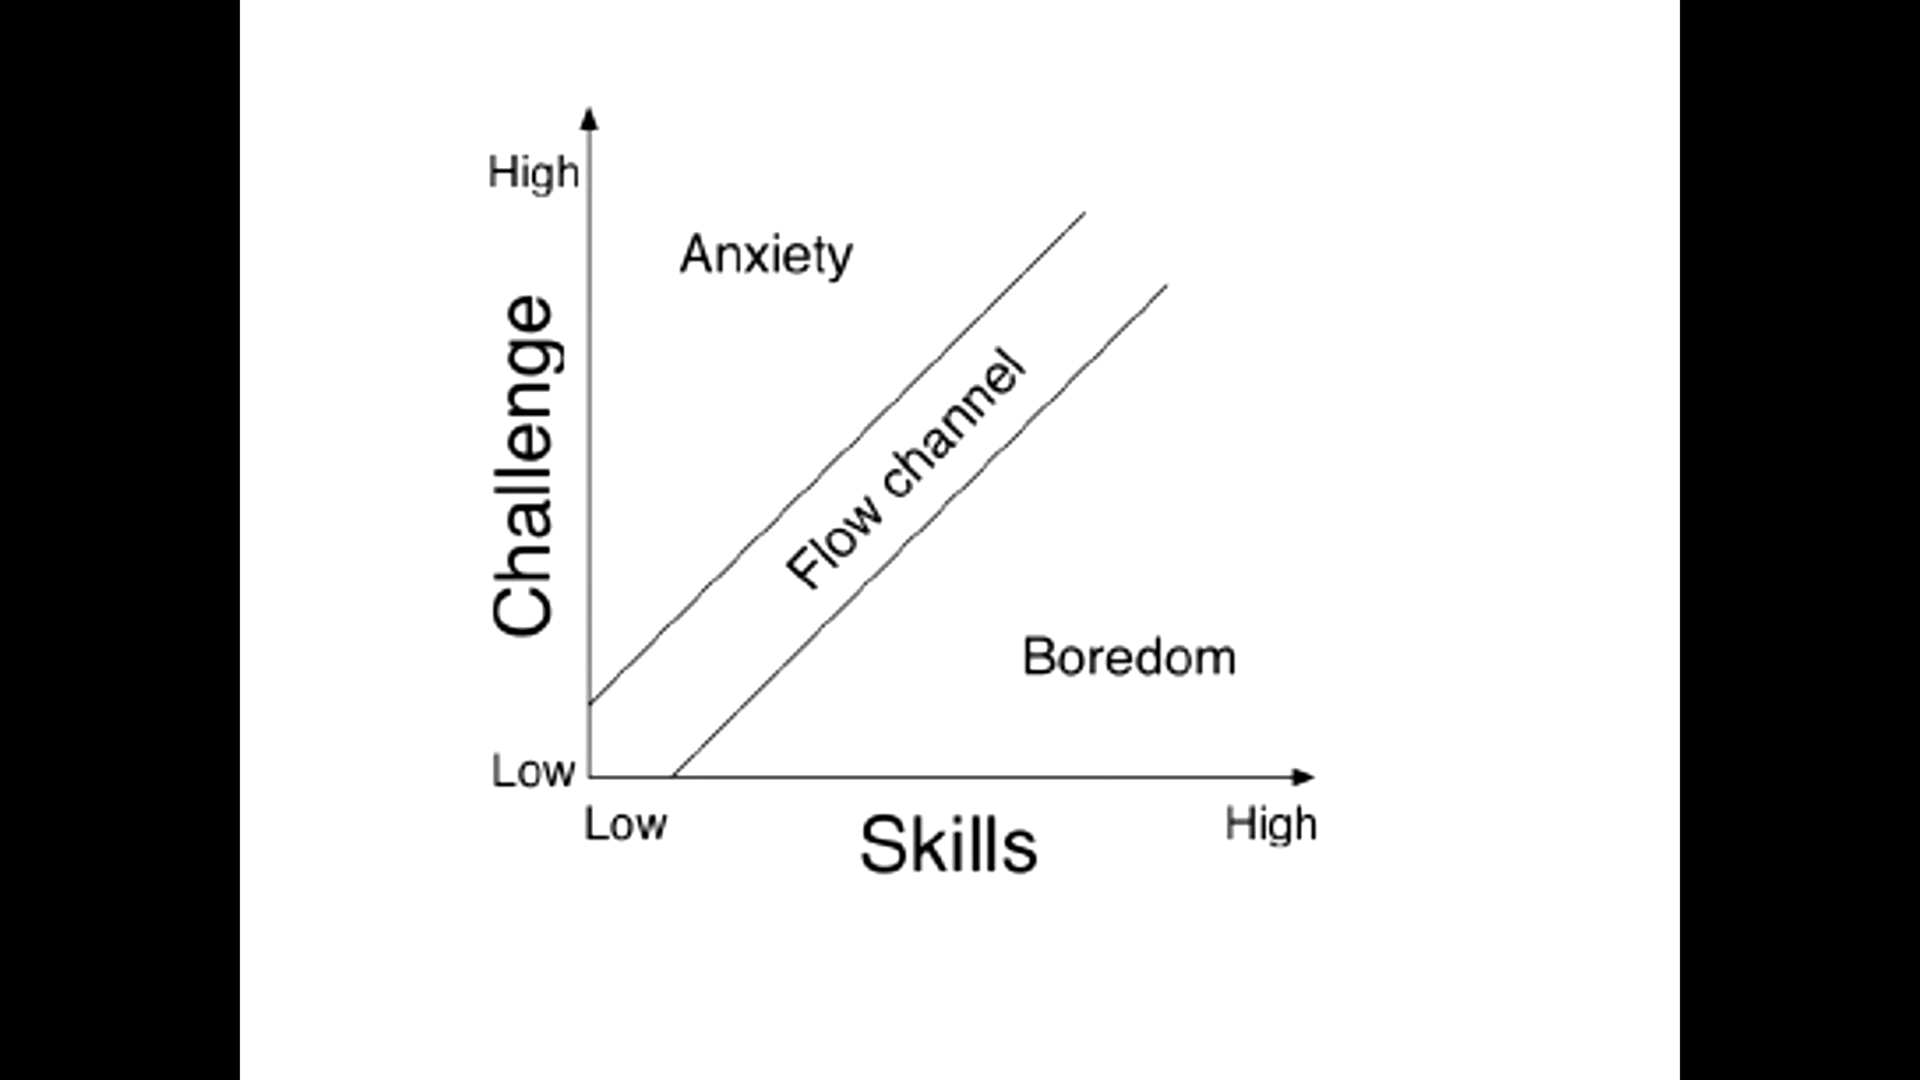 High
Anxiety
Challenge
Flow channel
Boredom
Low
Low
Skills
High